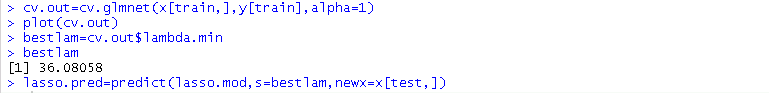 > cv.out=cv.glmnet(x[train,],y[train],alpha=1)
> plot(cv.out)
> bestlam=cv.out$lambda.min
> bestlam
[1] 36.08058
> lasso.pred=predict(lasso.mod,s=bestlam,newx=x[test,])